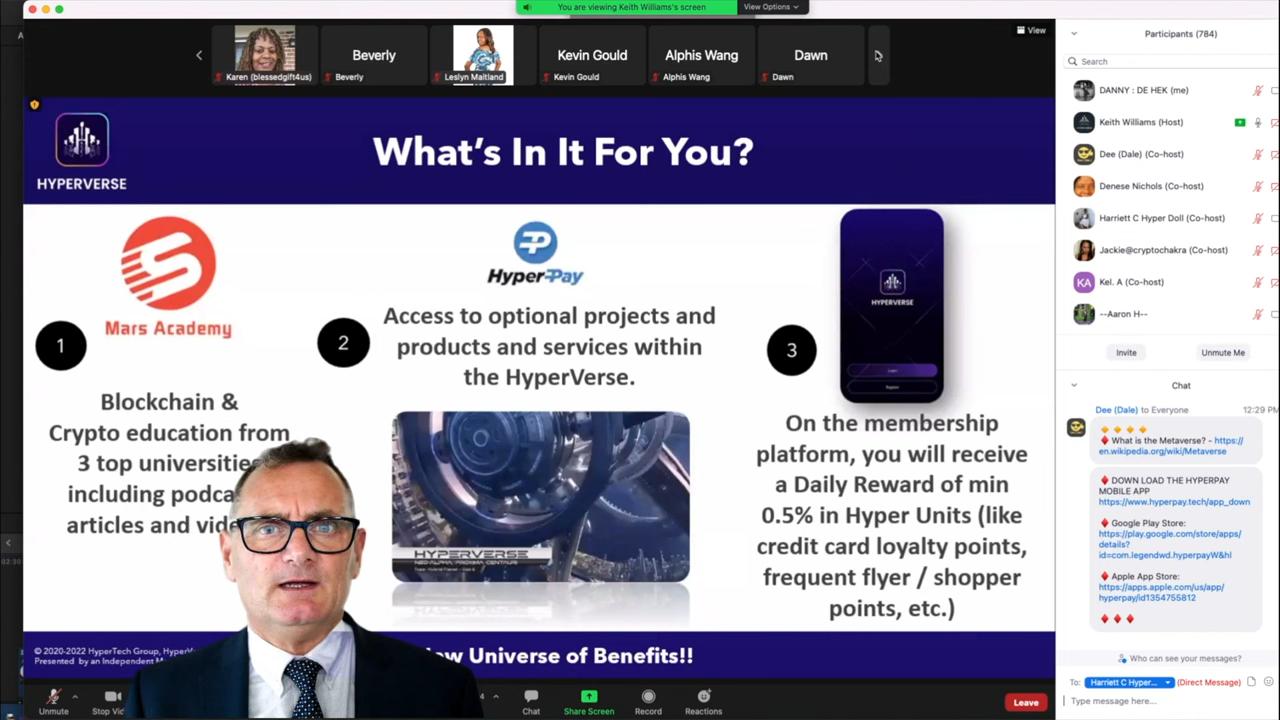 You are viewing Keith Williams's screen
View Options
View
Karen (blessedgift4us)
Beverly
Beverly
Leslyn Maitland
Kevin Gould
Kevin Gould
Alphis Wang
Alphis Wang
Dawn
Dawn
HYPERVERSE
What's In It For You?
Mars Academy
1
Blockchain &
Crypto education from
3 top universitie
including podca
articles and vide
HyperPay
2
Access to optional projects and
products and services within
the HyperVerse.
HYPERVERSE
NEO ALPHA, PROXIMA CENTAURI
HYPERVERSE
Login
Register
3
On the membership
platform, you will receive
a Daily Reward of min
0.5% in Hyper Units (like
credit card loyalty points,
frequent flyer / shopper
points, etc.)
© 2020-2022 HyperTech Group, HyperVe
Presented by an Independent M
ew Universe of Benefits!!
Unmute
Stop Vid
4
Chat
Share Screen
Record
Reactions
Leave
Participants (784)
Search
DANNY : DE HEK (me)
Keith Williams (Host)
Dee (Dale) (Co-host)
Denese Nichols (Co-host)
Harriett C Hyper Doll (Co-host)
Jackie@cryptochakra (Co-host)
KA
Kel. A (Co-host)
--Aaron H--
Invite
Unmute Me
Chat
Dee (Dale) to Everyone
12:29 PM
What is the Metaverse? - https://
en.wikipedia.org/wiki/Metaverse
DOWN LOAD THE HYPERPAY
MOBILE APP
https://www.hyperpay.tech/app_down
Google Play Store:
https://play.google.com/store/apps/
details?
id=com.legendwd.hyperpayW&hl
Apple App Store:
https://apps.apple.com/us/app/
hyperpay/id1354755812
Who can see your messages?
To:
Harriett C Hyper...
(Direct Message)
Type message here...